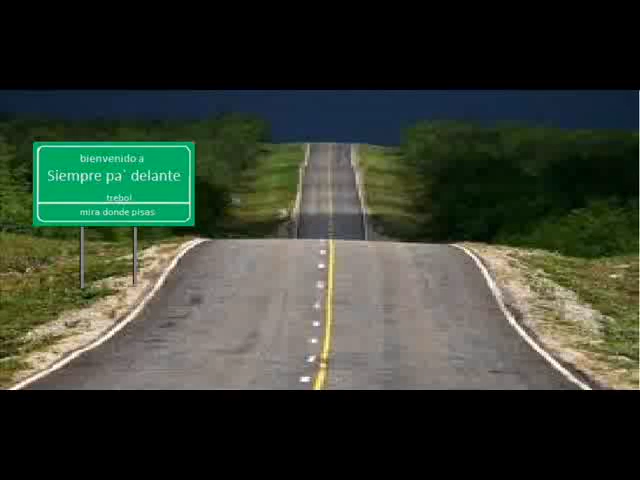 bienvenido a
Siempre pa` delante
trebol
mira donde pisas